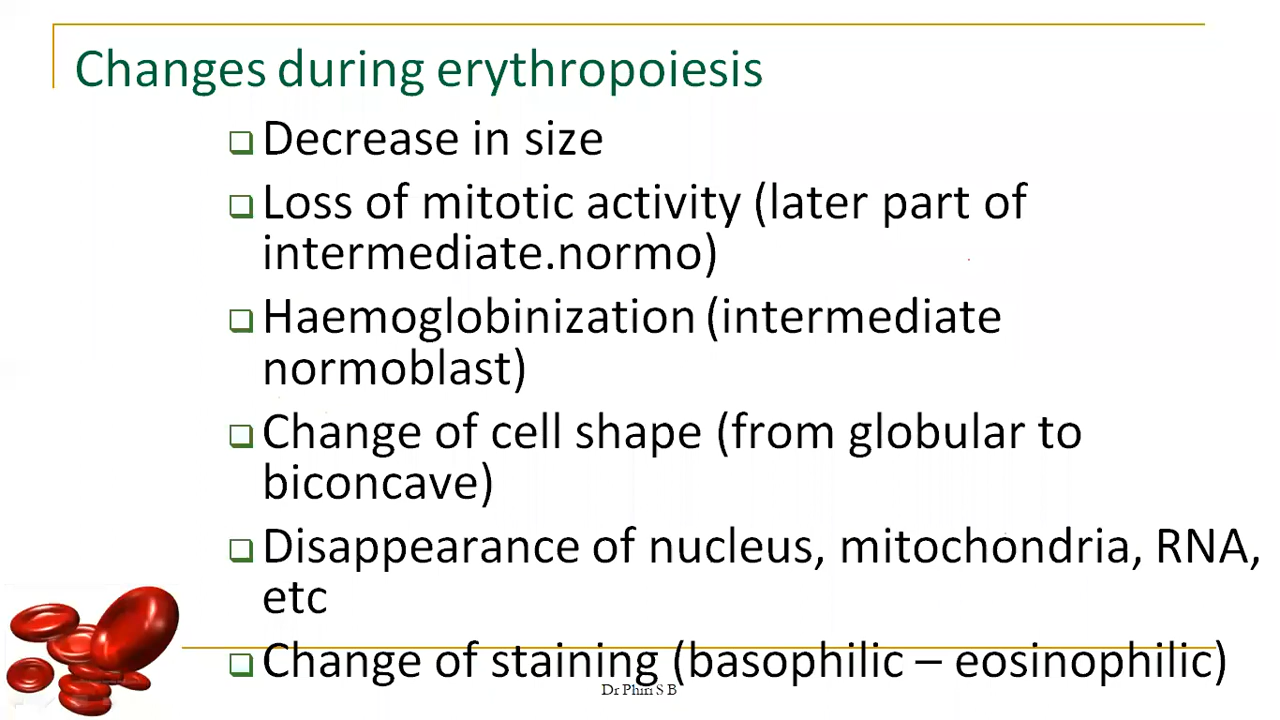 Changes during erythropoiesis
Decrease in size
Loss of mitotic activity (later part of
intermediate.normo)
Haemoglobinization (intermediate
normoblast)
Change of cell shape (from globular to
biconcave)
Disappearance of nucleus, mitochondria, RNA,
etc
Change of staining (basophilic – eosinophilic)
Dr Phiri S B